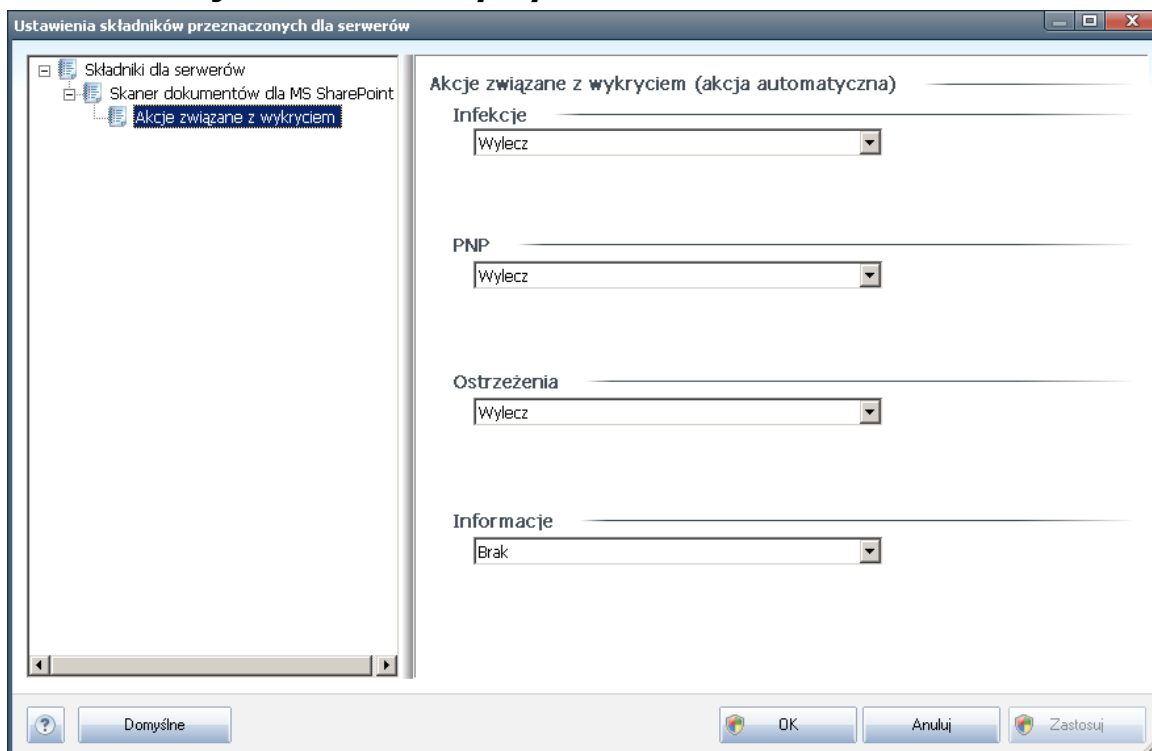 Ustawienia składników przeznaczonych dla serwerów
Składniki dla serwerów
Skaner dokumentów dla MS SharePoint
Akcje związane z wykryciem
Akcje związane z wykryciem (akcja automatyczna)
Infekcje
Wylecz
PNP
Wylecz
Ostrzeżenia
Wylecz
Informacje
Brak
Domyślne
OK
Anuluj
Zastosuj